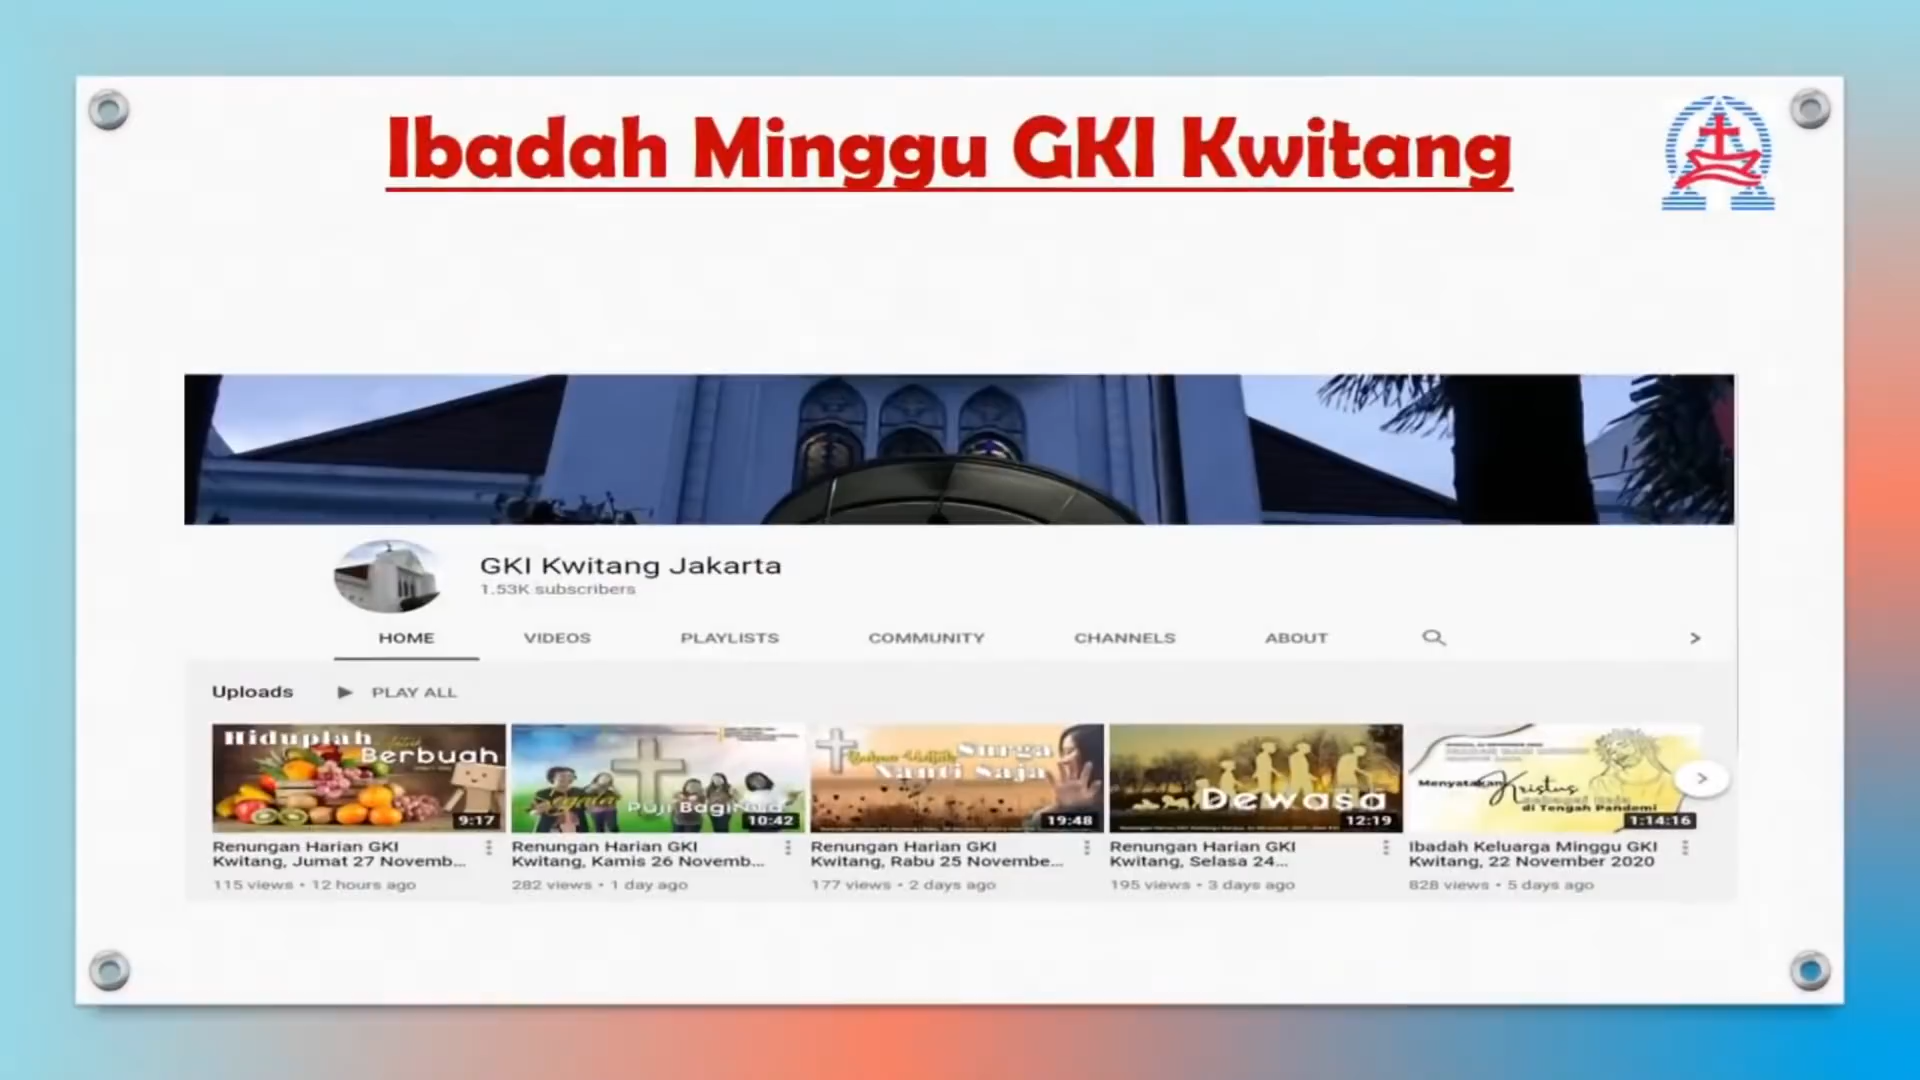 Ibadah Minggu GKI Kwitang
GKI Kwitang Jakarta
1.53K subscribers
HOME VIDEOS PLAYLISTS COMMUNITY CHANNELS ABOUT
Uploads PLAY ALL
Hiduplah
Berbuah
9:17
Segala
Puji BagiNya
10:42
Surga
Nanti Saja
19:48
Dewasa
12:19
Menyatakan Kristus
di Tengah Pandemi
1:14:16
Renungan Harian GKI
Kwitang, Jumat 27 Novemb...
115 views • 12 hours ago
Renungan Harian GKI
Kwitang, Kamis 26 Novemb...
282 views • 1 day ago
Renungan Harian GKI
Kwitang, Rabu 25 Novembe...
177 views • 2 days ago
Renungan Harian GKI
Kwitang, Selasa 24...
195 views • 3 days ago
Ibadah Keluarga Minggu GKI
Kwitang, 22 November 2020
828 views • 5 days ago